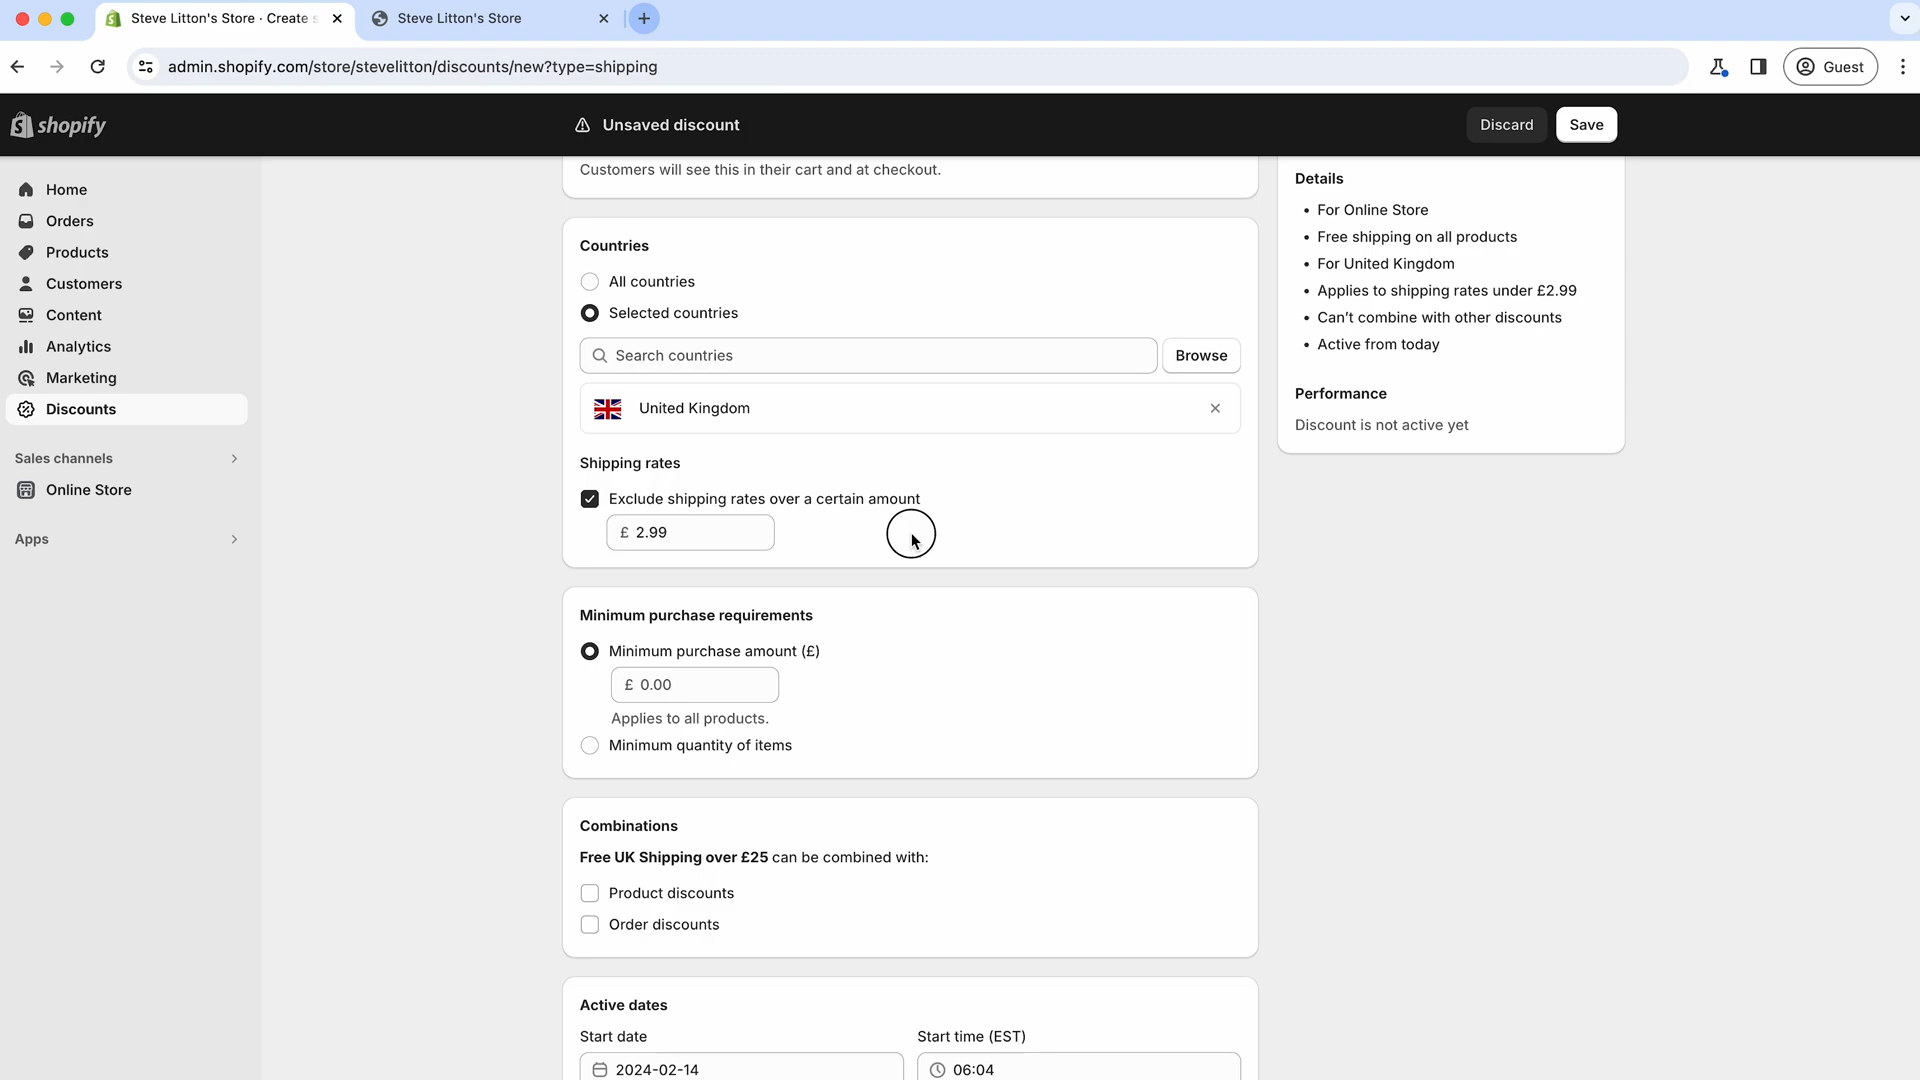 Steve Litton's Store · Create s
Steve Litton's Store
admin.shopify.com/store/stevelitton/discounts/new?type=shipping
Guest
shopify
Unsaved discount
Discard
Save
Home
Orders
Products
Customers
Content
Analytics
Marketing
Discounts
Sales channels
Online Store
Apps
Customers will see this in their cart and at checkout.
Countries
All countries
Selected countries
Search countries
Browse
United Kingdom
Shipping rates
Exclude shipping rates over a certain amount
£ 2.99
Minimum purchase requirements
Minimum purchase amount (£)
£ 0.00
Applies to all products.
Minimum quantity of items
Combinations
Free UK Shipping over £25 can be combined with:
Product discounts
Order discounts
Active dates
Start date
Start time (EST)
2024-02-14
06:04
Details
• For Online Store
• Free shipping on all products
• For United Kingdom
• Applies to shipping rates under £2.99
• Can’t combine with other discounts
• Active from today
Performance
Discount is not active yet